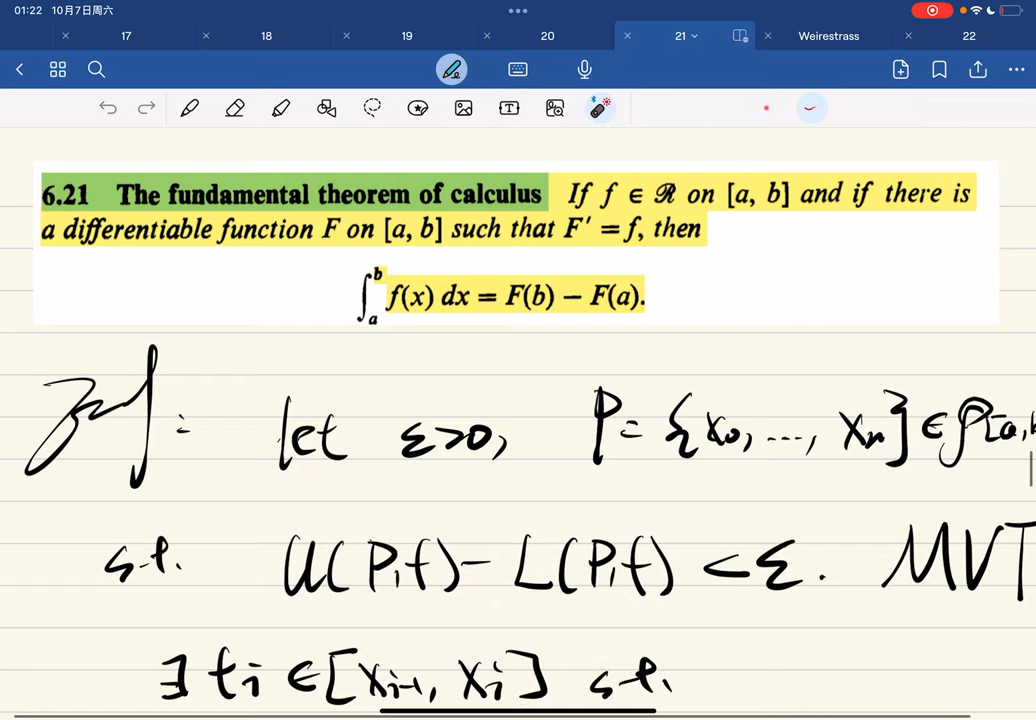 01:22 10月7日周六
17 18 19 20 21 Weirestrass 22
6.21 The fundamental theorem of calculus If f ∈ ℛ on [a, b] and if there is
a differentiable function F on [a, b] such that F' = f, then
∫_a^b f(x) dx = F(b) − F(a).
let ε>0, P = {x₀, ..., xₙ} ∈ 𝒫[a,b
s.t. U(P,f) - L(P,f) < ε. MVT
∃ tᵢ ∈ [xᵢ₋₁, xᵢ] s.t.